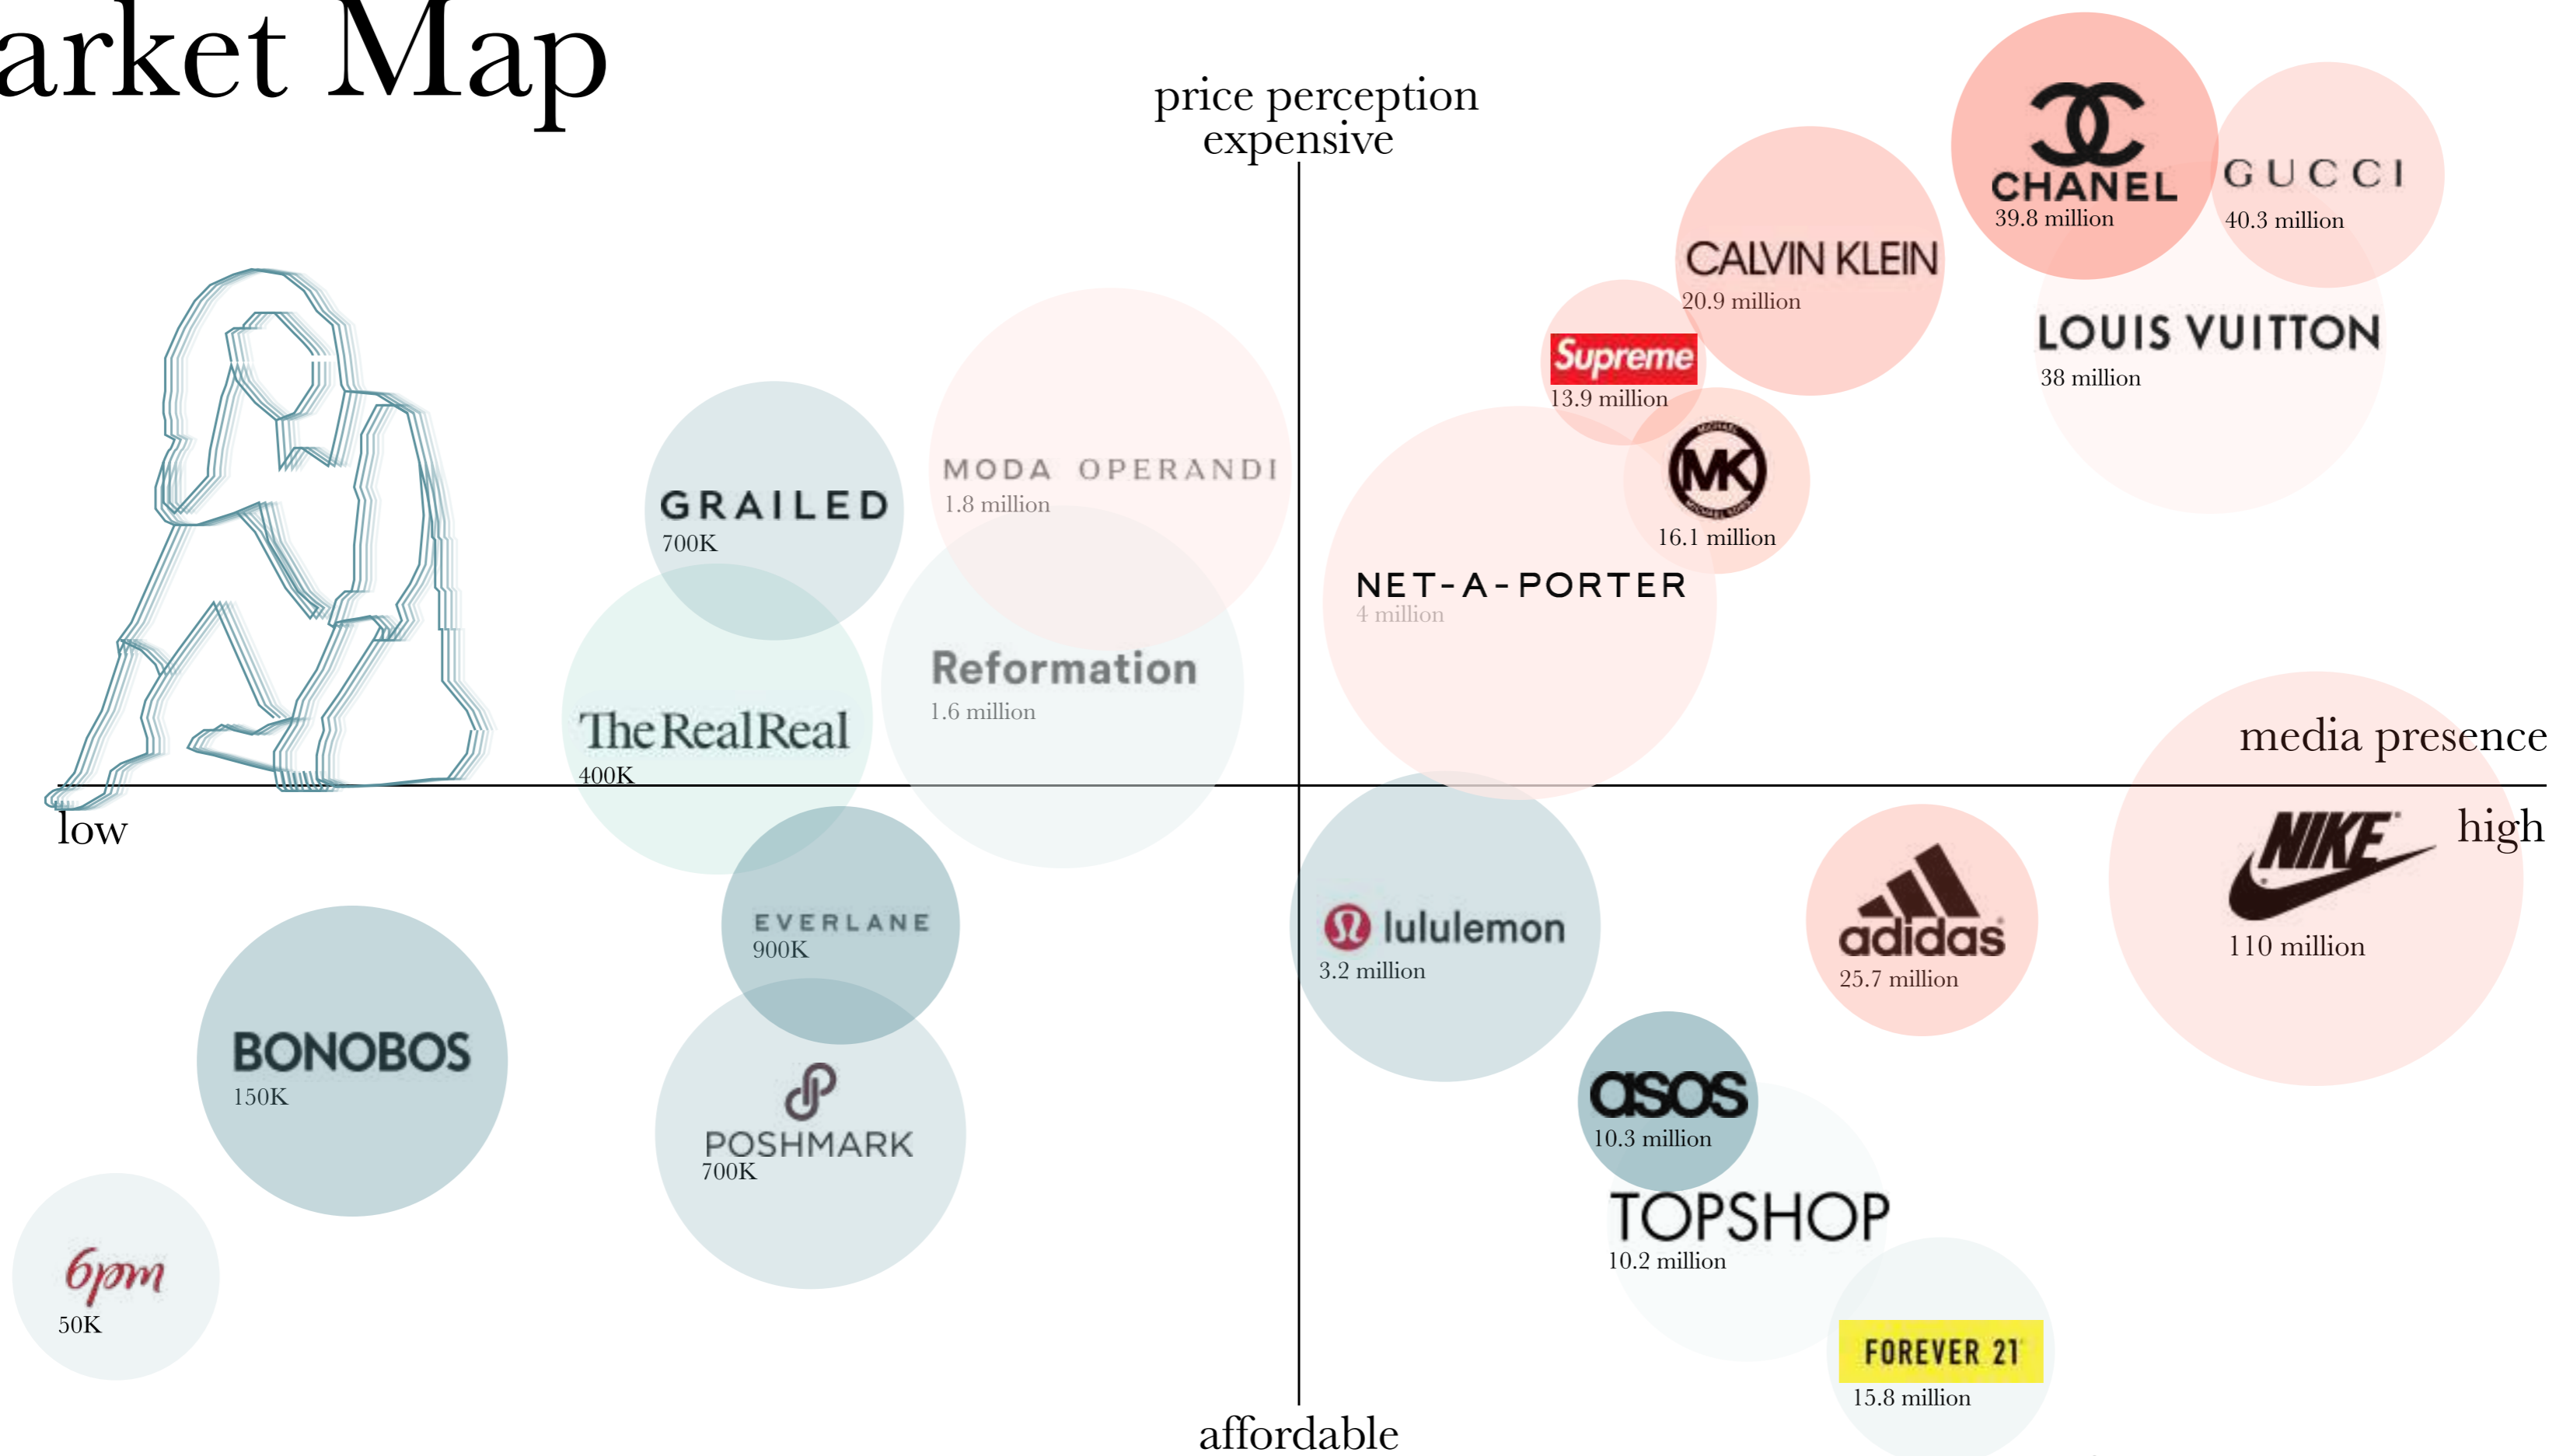 arket Map
price perception
expensive
CHANEL
39.8 million
GUCCI
40.3 million
CALVIN KLEIN
20.9 million
Supreme
13.9 million
LOUIS VUITTON
38 million
MICHAEL
MK
MICHAEL KORS
16.1 million
MODA OPERANDI
1.8 million
GRAILED
700K
NET-A-PORTER
4 million
Reformation
1.6 million
TheRealReal
400K
media presence
low
high
NIKE
110 million
adidas
25.7 million
EVERLANE
900K
lululemon
3.2 million
BONOBOS
150K
asos
10.3 million
POSHMARK
700K
TOPSHOP
10.2 million
6pm
50K
FOREVER 21
15.8 million
affordable